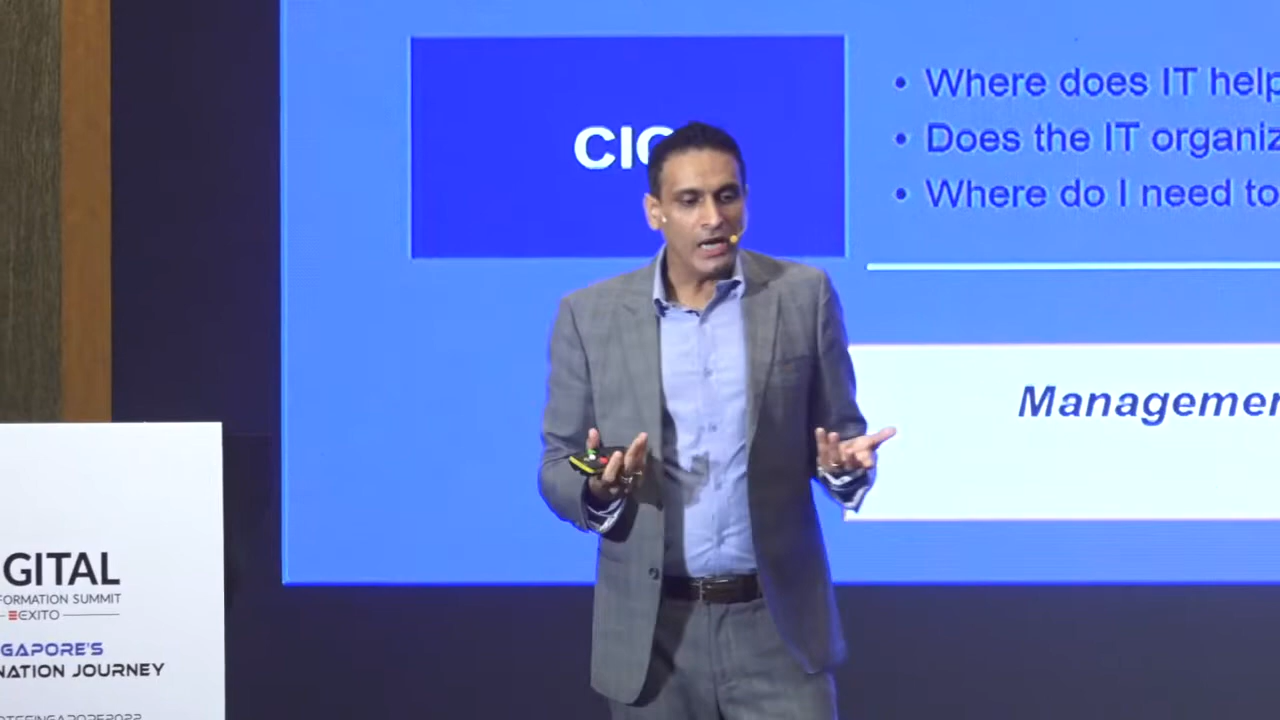 CIO
• Where does IT help
• Does the IT organiz
• Where do I need to
Managemen
GITAL
FORMATION SUMMIT
EXITO
GAPORE'S
NATION JOURNEY